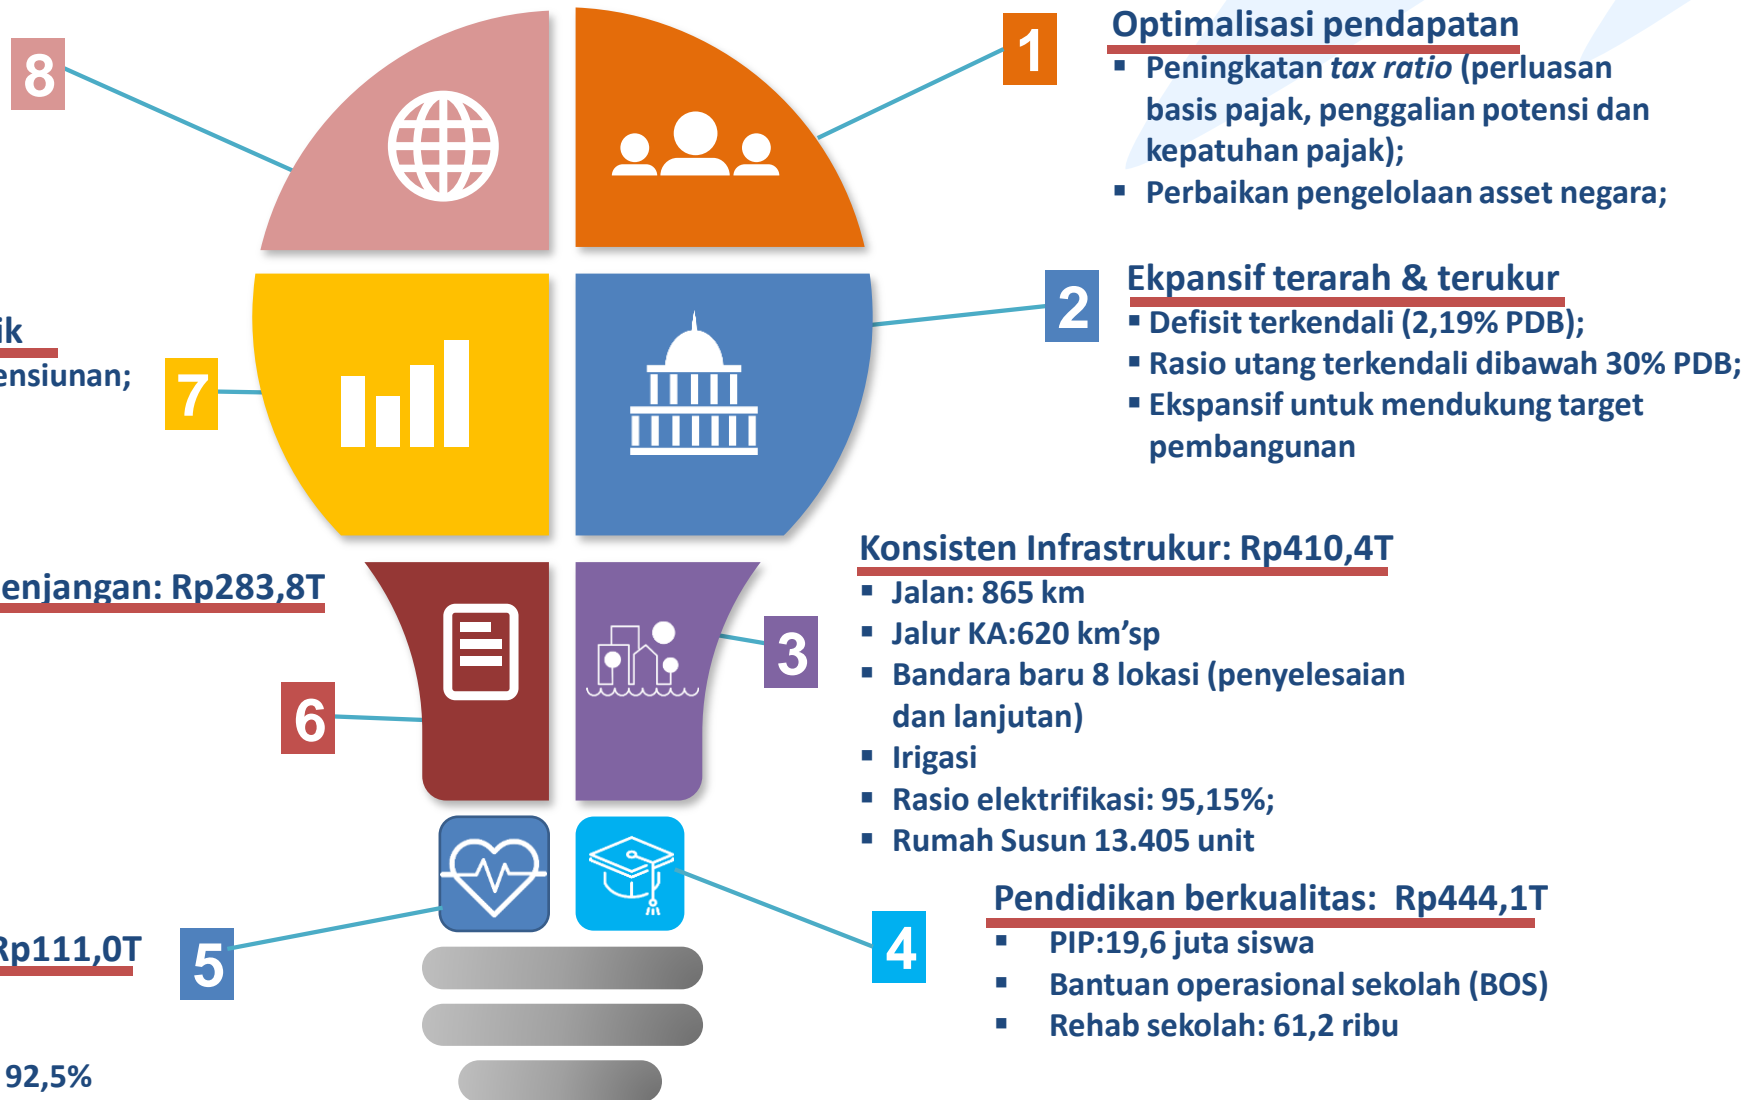 1
Optimalisasi pendapatan
▪ Peningkatan tax ratio (perluasan
basis pajak, penggalian potensi dan
kepatuhan pajak);
▪ Perbaikan pengelolaan asset negara;
2
Ekpansif terarah & terukur
▪ Defisit terkendali (2,19% PDB);
▪ Rasio utang terkendali dibawah 30% PDB;
▪ Ekspansif untuk mendukung target
pembangunan
3
Konsisten Infrastrukur: Rp410,4T
▪ Jalan: 865 km
▪ Jalur KA:620 km’sp
▪ Bandara baru 8 lokasi (penyelesaian
dan lanjutan)
▪ Irigasi
▪ Rasio elektrifikasi: 95,15%;
▪ Rumah Susun 13.405 unit
4
Pendidikan berkualitas: Rp444,1T
▪ PIP:19,6 juta siswa
▪ Bantuan operasional sekolah (BOS)
▪ Rehab sekolah: 61,2 ribu
5
Rp111,0T
92,5%
6
enjangan: Rp283,8T
7
ik
ensiunan;
8